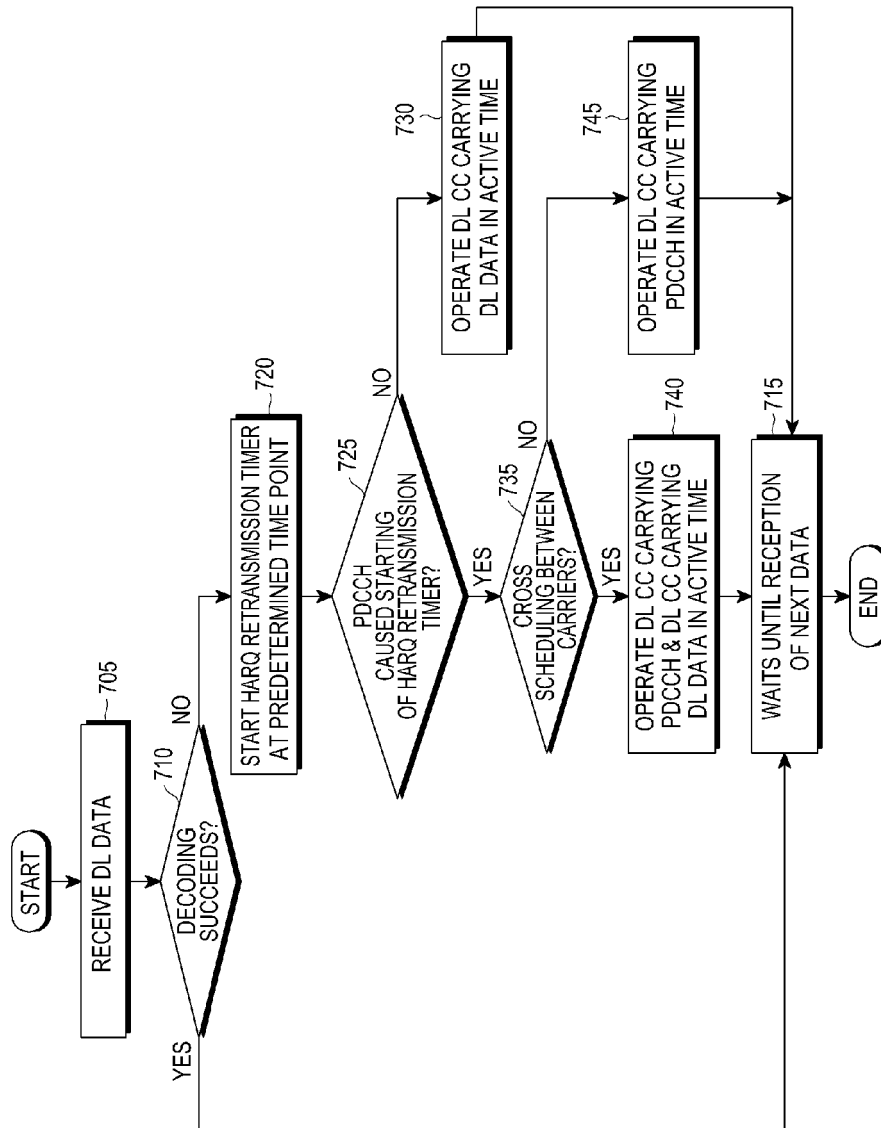 START
705
RECEIVE DL DATA
710
DECODING
SUCCEEDS?
YES
NO
720
START HARQ RETRANSMISSION TIMER
AT PREDETERMINED TIME POINT
725
PDCCH
CAUSED STARTING
OF HARQ RETRANSMISSION
TIMER?
NO
YES
730
OPERATE DL CC CARRYING
DL DATA IN ACTIVE TIME
735
CROSS
SCHEDULING BETWEEN
CARRIERS?
NO
YES
745
OPERATE DL CC CARRYING
PDCCH IN ACTIVE TIME
740
OPERATE DL CC CARRYING
PDCCH & DL CC CARRYING
DL DATA IN ACTIVE TIME
715
WAITS UNTIL RECEPTION
OF NEXT DATA
END